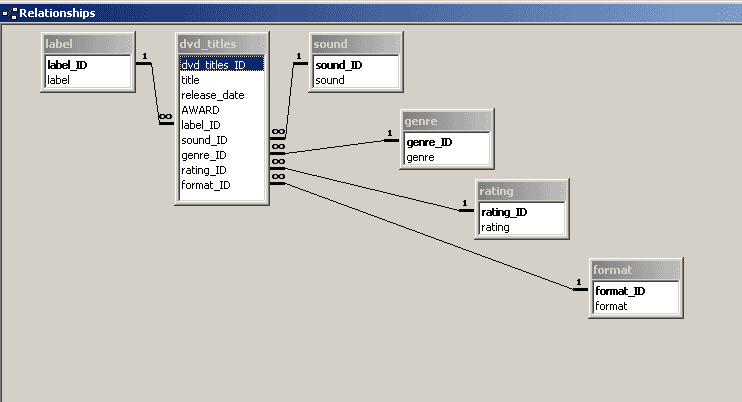 Relationships
label
label_ID
label
1
∞
dvd_titles
dvd_titles_ID
title
release_date
AWARD
label_ID
sound_ID
genre_ID
rating_ID
format_ID
∞
∞
∞
∞
1
sound
sound_ID
sound
1
genre
genre_ID
genre
1
rating
rating_ID
rating
1
format
format_ID
format